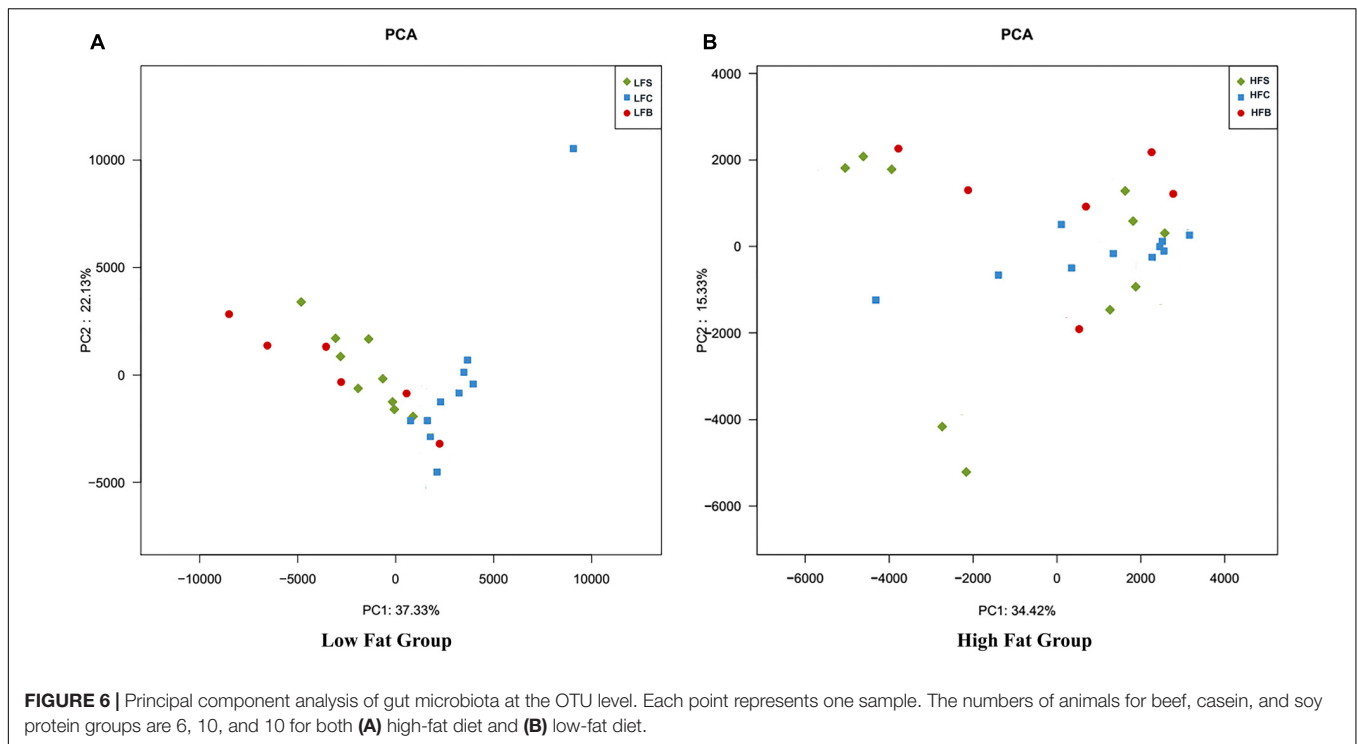 A
PCA
LFS
LFC
LFB
10000
5000
0
−5000
PC2 : 22.13%
−10000 −5000 0 5000 10000
PC1: 37.33%
Low Fat Group
B
PCA
HFS
HFC
HFB
4000
2000
0
−2000
−4000
−6000
PC2 : 15.33%
−6000 −4000 −2000 0 2000 4000
PC1: 34.42%
High Fat Group
FIGURE 6 | Principal component analysis of gut microbiota at the OTU level. Each point represents one sample. The numbers of animals for beef, casein, and soy
protein groups are 6, 10, and 10 for both (A) high-fat diet and (B) low-fat diet.